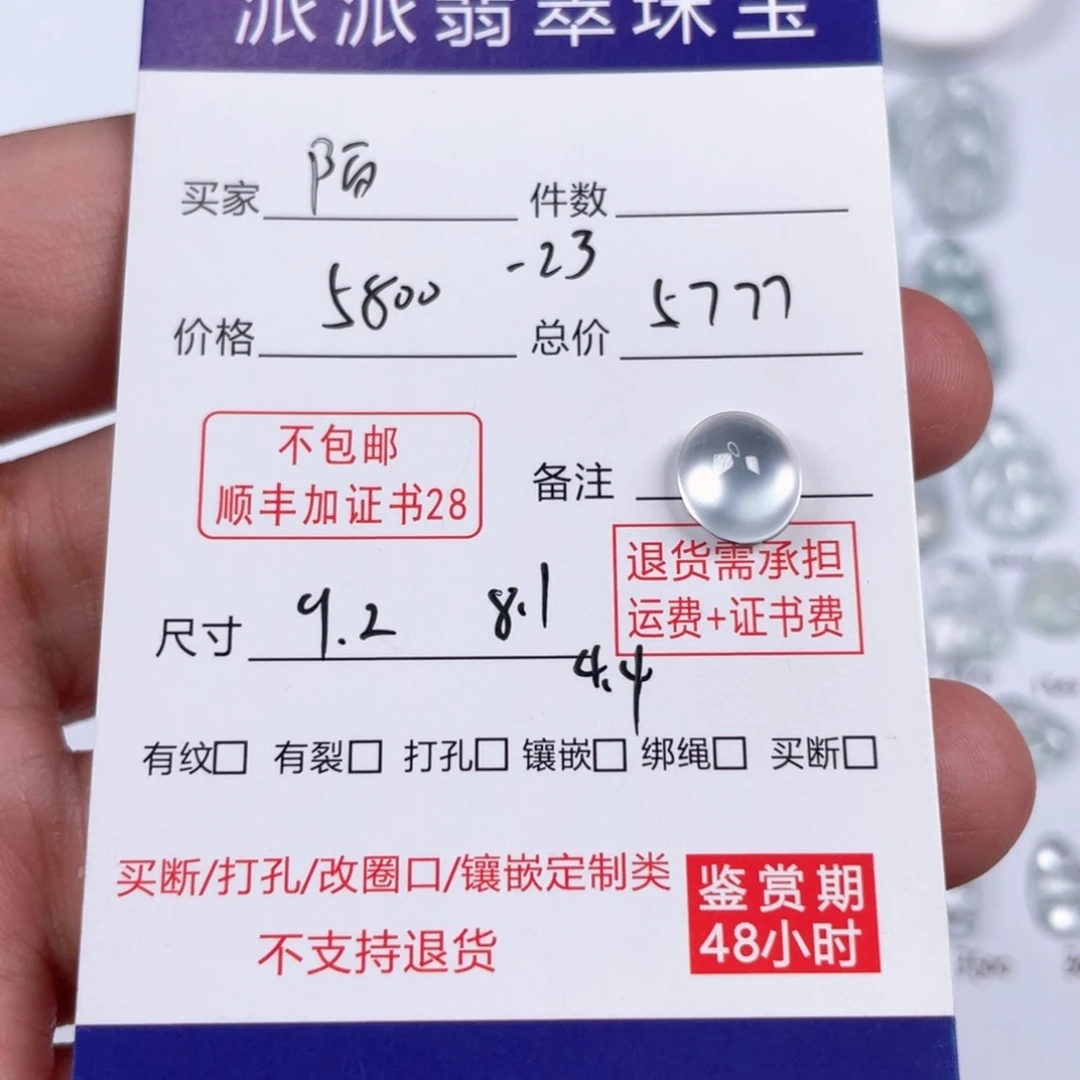 派派翡翠珠宝
买家 陌 件数
价格 5800 -23 总价 5777
不包邮
顺丰加证书28
备注
退货需承担
运费+证书费
尺寸 9.2 8.1 4.4
有纹□ 有裂□ 打孔□ 镶嵌□ 绑绳□ 买断□
买断/打孔/改圈口/镶嵌定制类
不支持退货
鉴赏期
48小时